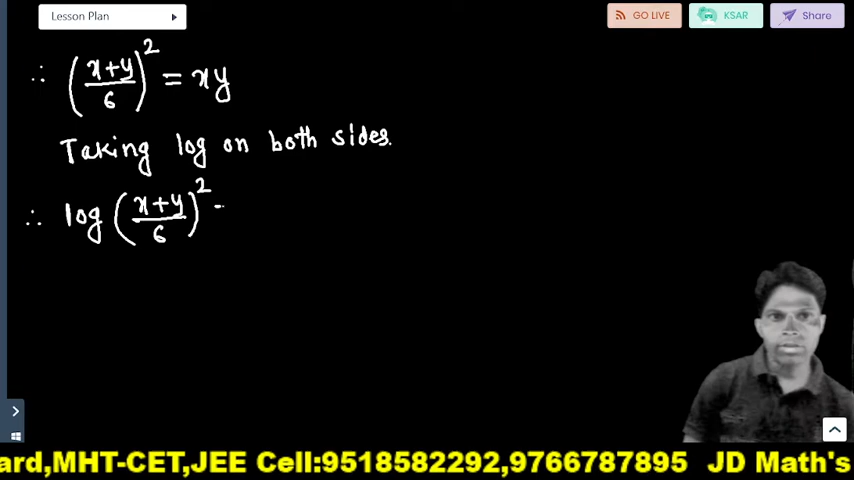 Lesson Plan
GO LIVE
KSAR
Share
∴ ((x+y)/6)² = xy
Taking log on both sides.
∴ log ((x+y)/6)² -
ard,MHT-CET,JEE Cell:9518582292,9766787895 JD Math's